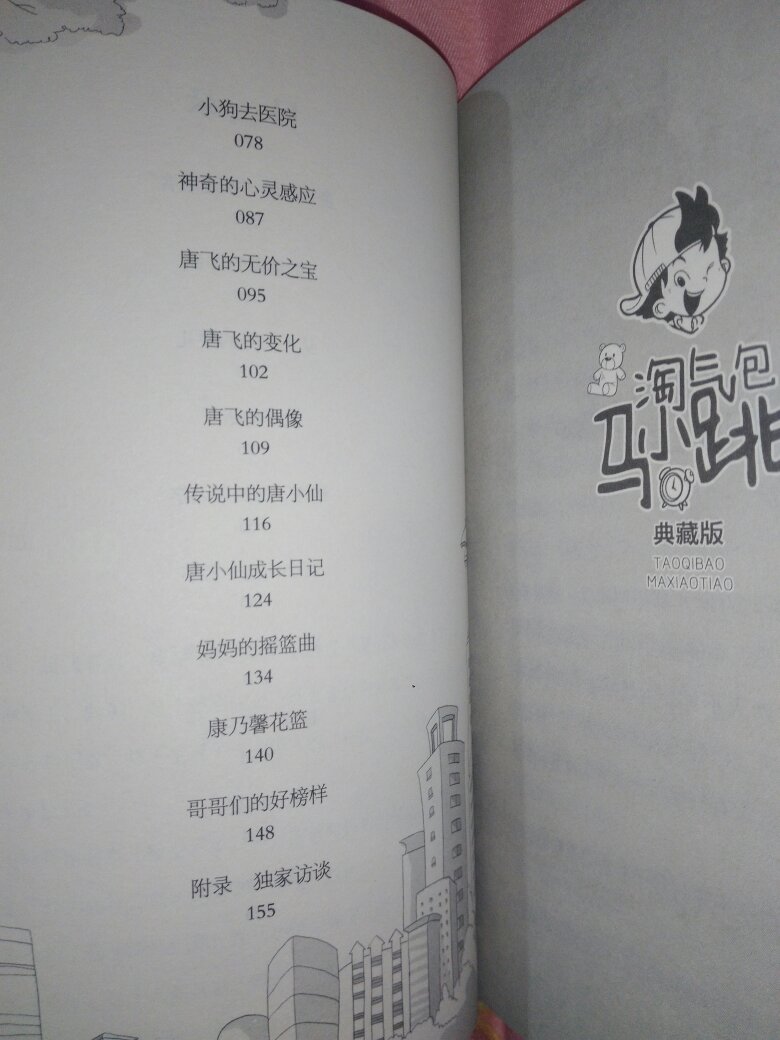 小狗去医院
078
神奇的心灵感应
087
唐飞的无价之宝
095
唐飞的变化
102
唐飞的偶像
109
传说中的唐小仙
116
唐小仙成长日记
124
妈妈的摇篮曲
134
康乃馨花篮
140
哥哥们的好榜样
148
附录　独家访谈
155
淘气包
马小跳
典藏版
TAOQIBAO
MAXIAOTIAO